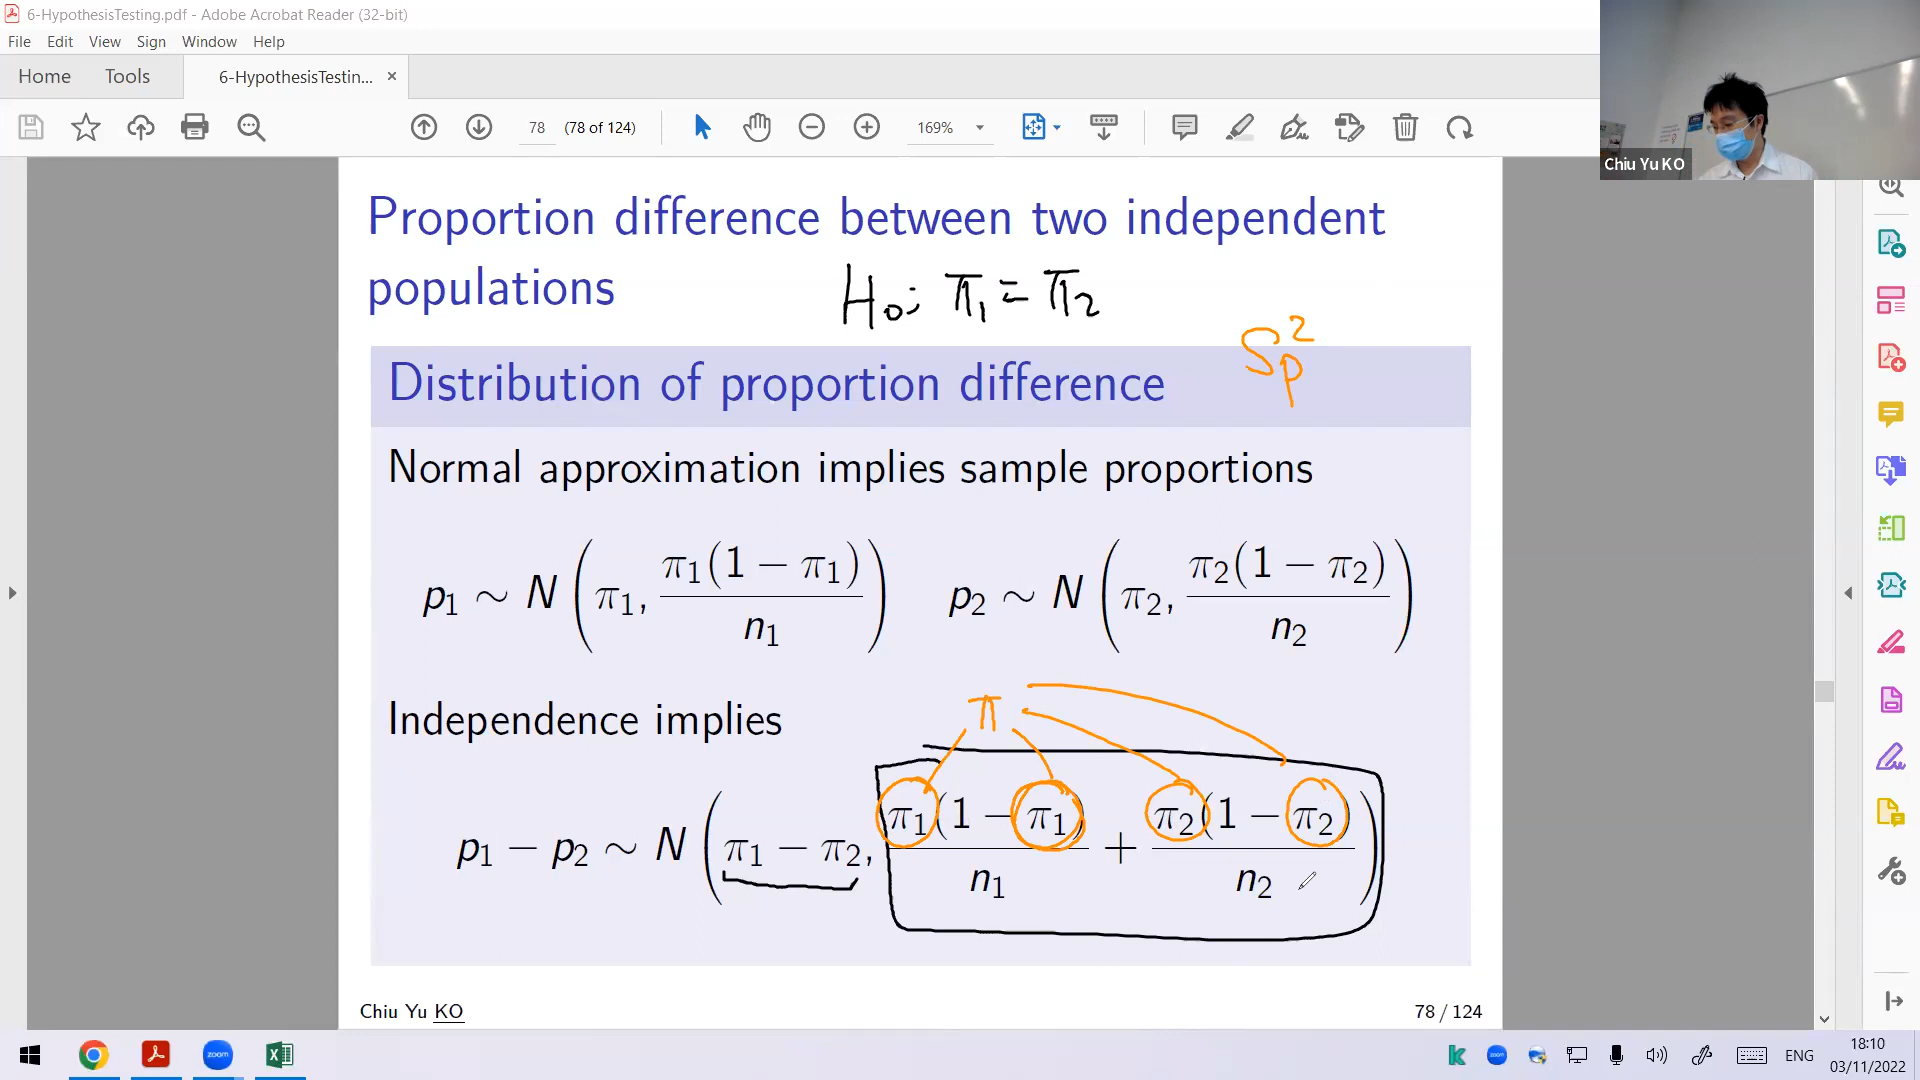 6-HypothesisTesting.pdf - Adobe Acrobat Reader (32-bit)
File Edit View Sign Window Help
Home Tools 6-HypothesisTestin... ×
78 (78 of 124) 169%
Chiu Yu KO
Proportion difference between two independent
populations
H₀: π₁ = π₂
Sp²
Distribution of proportion difference
Normal approximation implies sample proportions
p₁ ∼ N (π₁, π₁(1 − π₁)/n₁) p₂ ∼ N (π₂, π₂(1 − π₂)/n₂)
Independence implies
π
p₁ − p₂ ∼ N (π₁ − π₂, π₁(1 − π₁)/n₁ + π₂(1 − π₂)/n₂)
Chiu Yu KO 78 / 124
zoom
zoom
ENG
18:10
03/11/2022